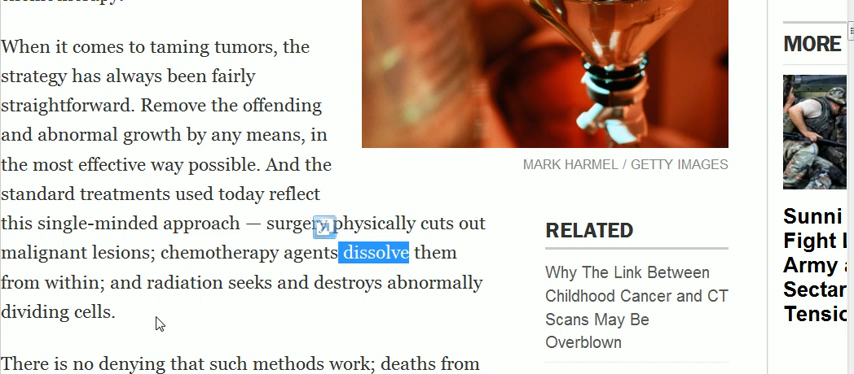 When it comes to taming tumors, the
strategy has always been fairly
straightforward. Remove the offending
and abnormal growth by any means, in
the most effective way possible. And the
standard treatments used today reflect
this single-minded approach — surgery physically cuts out
malignant lesions; chemotherapy agents dissolve them
from within; and radiation seeks and destroys abnormally
dividing cells.
There is no denying that such methods work; deaths from
MARK HARMEL / GETTY IMAGES
RELATED
Why The Link Between
Childhood Cancer and CT
Scans May Be
Overblown
MORE
Sunni
Fight
Army